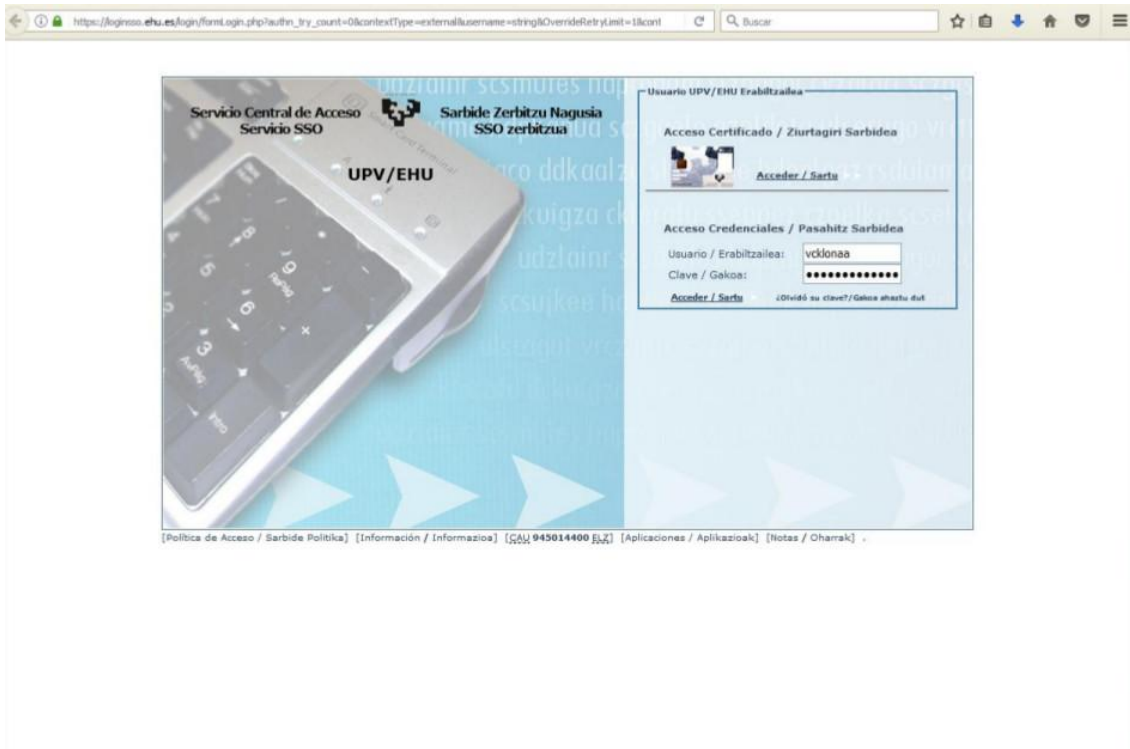 https://loginsso.ehu.es/login/formLogin.php?authn_try_count=0&contextType=external&username=string&OverrideRetryLimit=1&cont
Buscar
Servicio Central de Acceso
Servicio SSO
Sarbide Zerbitzu Nagusia
SSO zerbitzua
UPV/EHU
Usuario UPV/EHU Erabiltzailea
Acceso Certificado / Ziurtagiri Sarbidea
Acceder / Sartu
Acceso Credenciales / Pasahitz Sarbidea
Usuario / Erabiltzailea: vcklonaa
Clave / Gakoa: •••••••••••••
Acceder / Sartu ¿Olvidó su clave?/Gakoa ahaztu dut
[Política de Acceso / Sarbide Politika] [Información / Informazioa] [CAU 945014400 ELZ] [Aplicaciones / Aplikazioak] [Notas / Oharrak] .